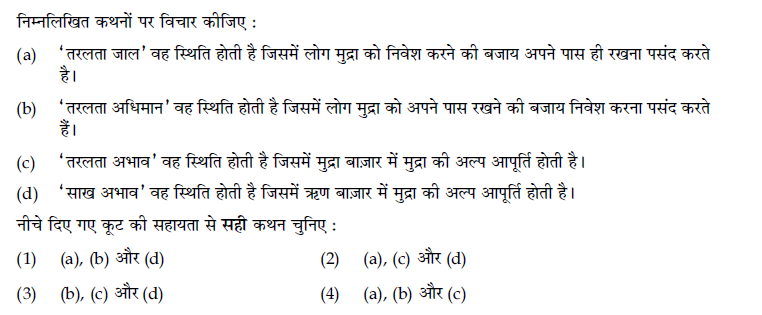 निम्नलिखित कथनों पर विचार कीजिए :
(a) ‘तरलता जाल’ वह स्थिति होती है जिसमें लोग मुद्रा को निवेश करने की बजाय अपने पास ही रखना पसंद करते
है।
(b) ‘तरलता अधिमान’ वह स्थिति होती है जिसमें लोग मुद्रा को अपने पास रखने की बजाय निवेश करना पसंद करते
हैं।
(c) ‘तरलता अभाव’ वह स्थिति होती है जिसमें मुद्रा बाज़ार में मुद्रा की अल्प आपूर्ति होती है।
(d) ‘साख अभाव’ वह स्थिति होती है जिसमें ऋण बाज़ार में मुद्रा की अल्प आपूर्ति होती है।
नीचे दिए गए कूट की सहायता से सही कथन चुनिए :
(1) (a), (b) और (d) (2) (a), (c) और (d)
(3) (b), (c) और (d) (4) (a), (b) और (c)